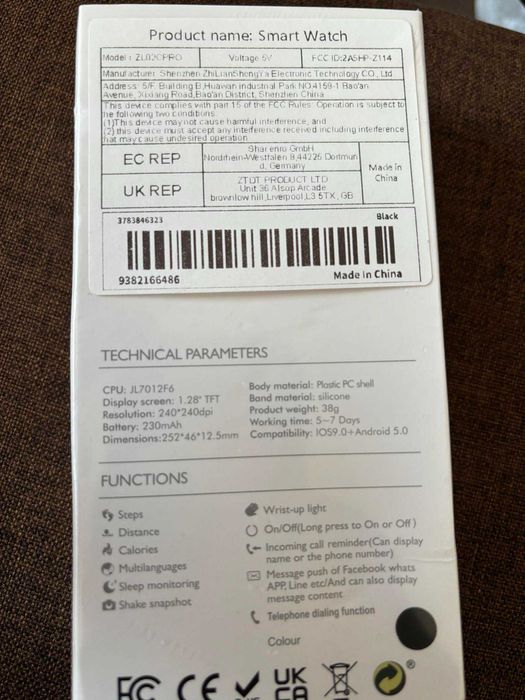 Product name: Smart Watch
Model: ZL02CPRO Voltage 5V FCC ID:2A5HP-Z114
Manufacturer: Shenzhen ZhiLianShengYa Electronic Technology CO., Ltd
Address: 5/F, Building B,Huawan industrial Park NO.4159-1 Bao'an
Avenue, Xixiang Road,Bao'an District, Shenzhen China
This device complies with part 15 of the FCC Rules. Operation is subject to
he following two conditions:
(1)This device may not cause harmful interference, and
(2) this device must accept any interference received including interference
hat may cause undesired operation
EC REP
Sharenro GmbH
Nordrhein-Westfalen 8,44225 Dortmun
d, Germany
UK REP
ZTDT PRODUCT LTD
Unit 36 Alsop Arcade
brownlow hill,Liverpool,L3 5TX, GB
Made in
China
3783846323 Black
9382166486 Made In China
TECHNICAL PARAMETERS
CPU: JL7012F6
Display screen: 1.28" TFT
Resolution: 240*240dpi
Battery: 230mAh
Dimensions:252*46*12.5mm
Body material: Plastic PC shell
Band material: silicone
Product weight: 38g
Working time: 5~7 Days
Compatibility: IOS9.0+Android 5.0
FUNCTIONS
Steps
Distance
Calories
Multilanguages
Sleep monitoring
Shake snapshot
Wrist-up light
On/Off(Long press to On or Off )
Incoming call reminder(Can display
name or the phone number)
Message push of Facebook whats
APP, Line etc/And can also display
message content
Telephone dialing function
Colour
FC CE UK
CA
®